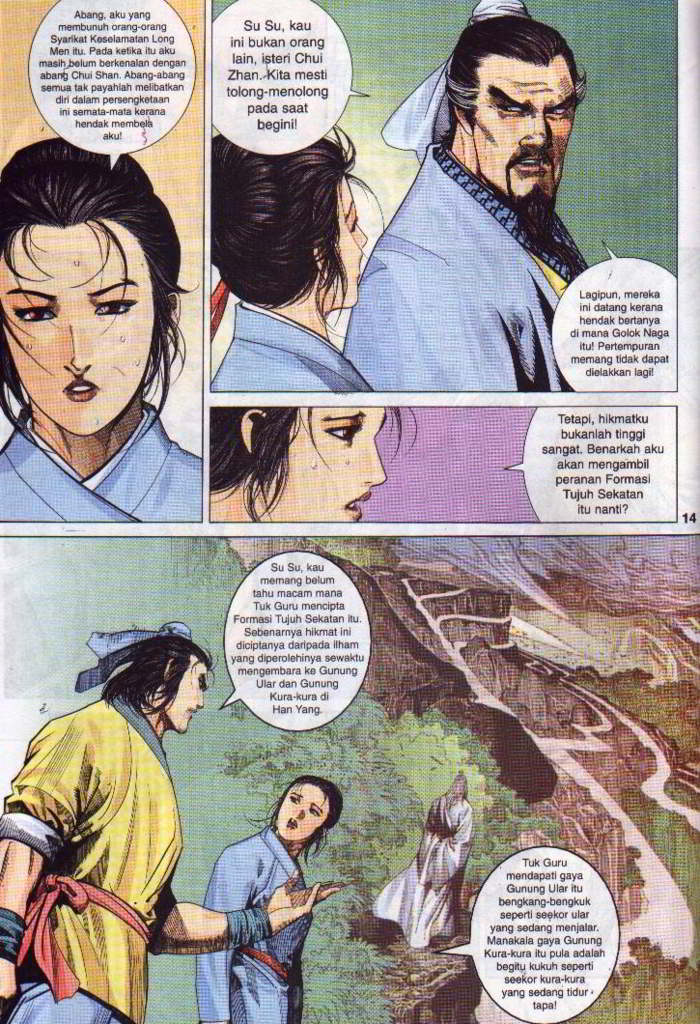 Abang, aku yang
membunuh orang-orang
Syarikat Keselamatan Long
Men itu. Pada ketika itu aku
masih belum berkenalan dengan
abang Chui Shan. Abang-abang
semua tak payahlah melibatkan
diri dalam persengketaan
ini semata-mata kerana
hendak membela
aku!
Su Su, kau
ini bukan orang
lain, isteri Chui
Zhan. Kita mesti
tolong-menolong
pada saat
begini!
Lagipun, mereka
ini datang kerana
hendak bertanya
di mana Golok Naga
itu! Pertempuran
memang tidak dapat
dielakkan lagi!
Tetapi, hikmatku
bukanlah tinggi
sangat. Benarkah aku
akan mengambil
peranan Formasi
Tujuh Sekatan
itu nanti?
14
Su Su, kau
memang belum
tahu macam mana
Tuk Guru mencipta
Formasi Tujuh Sekatan itu.
Sebenarnya hikmat ini
diciptanya daripada ilham
yang diperolehinya sewaktu
mengembara ke Gunung
Ular dan Gunung
Kura-kura di
Han Yang.
Tuk Guru
mendapati gaya
Gunung Ular itu
bengkang-bengkuk
seperti seekor ular
yang sedang menjalar.
Manakala gaya Gunung
Kura-kura itu pula adalah
begitu kukuh seperti
seekor kura-kura
yang sedang tidur
tapa!